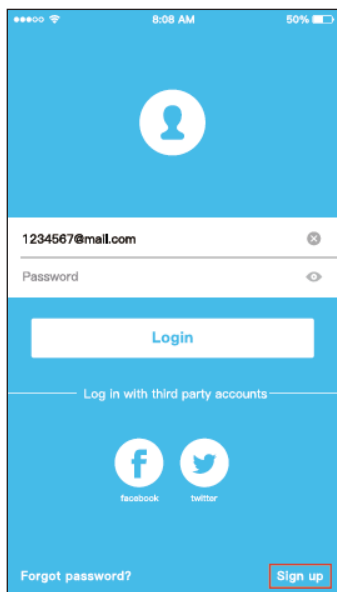 8:08 AM 50%
1234567@mail.com
Password
Login
Log in with third party accounts
facebook twitter
Forgot password? Sign up